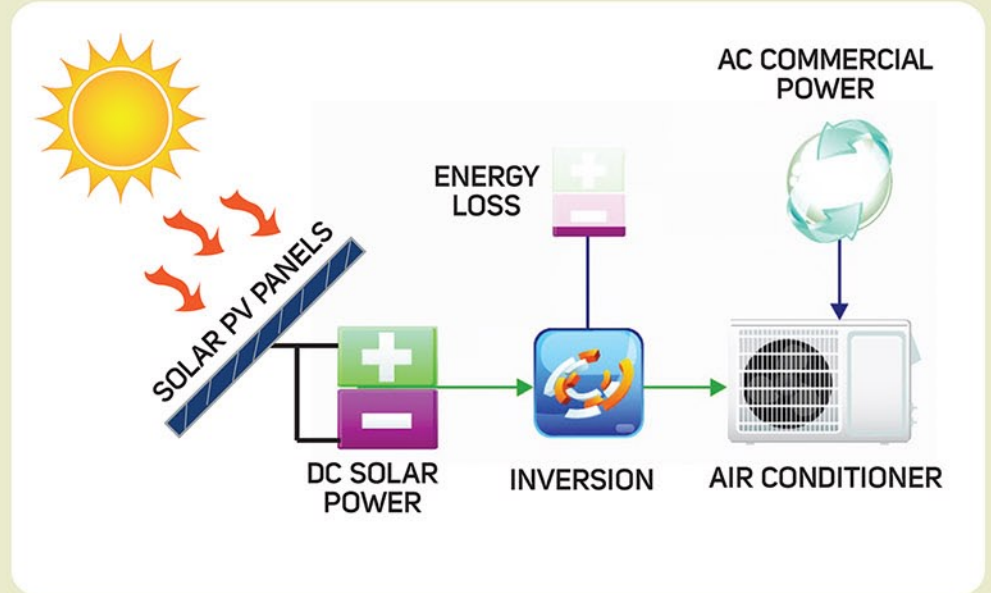 AC COMMERCIAL
POWER
ENERGY
LOSS
SOLAR PV PANELS
DC SOLAR
POWER
INVERSION
AIR CONDITIONER